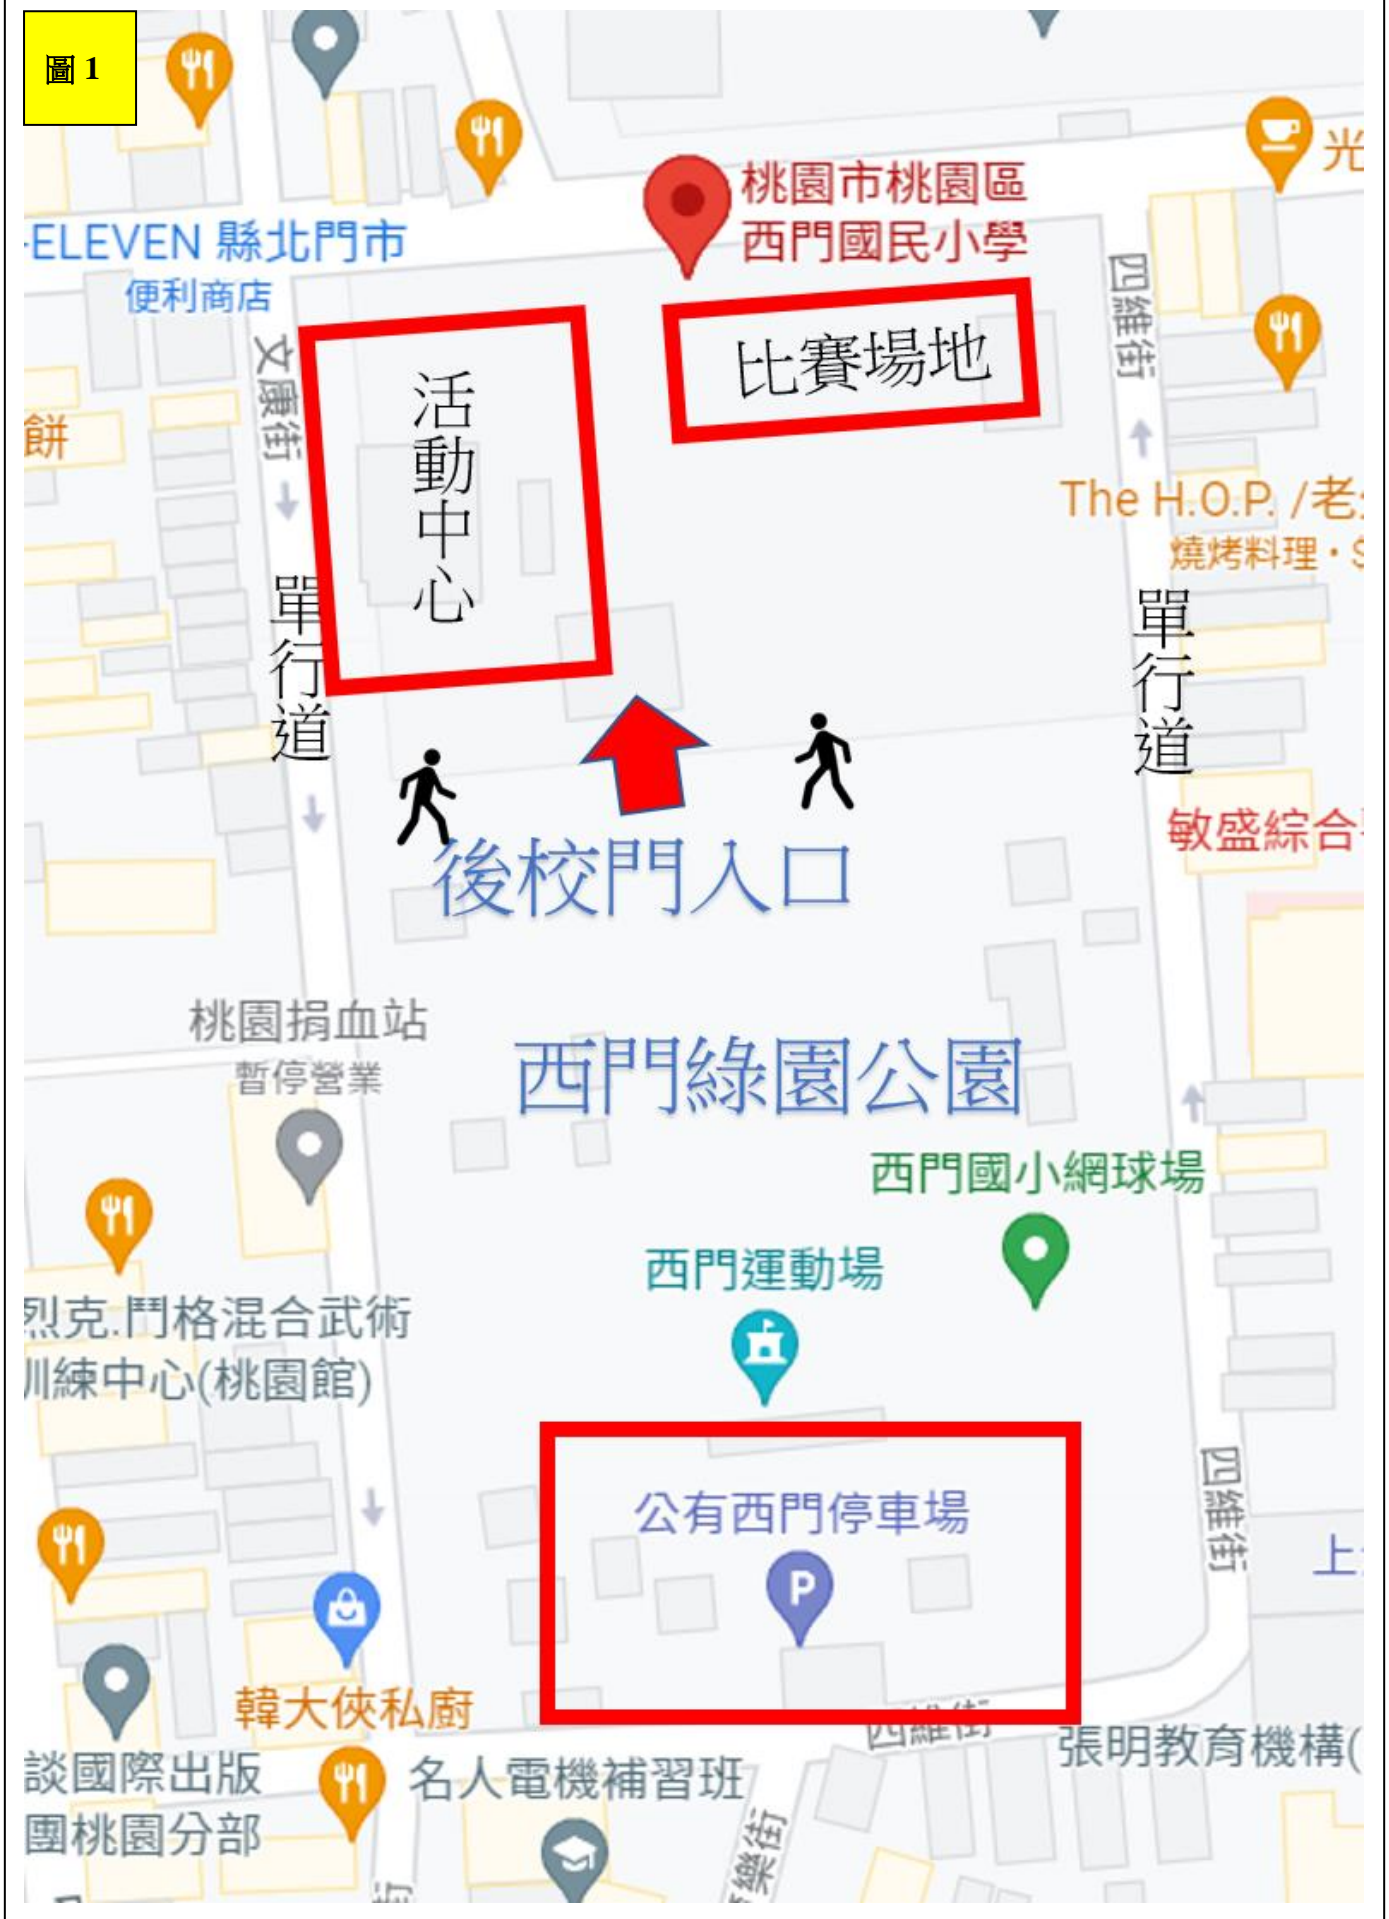 圖 1
光
桃園市桃園區
西門國民小學
-ELEVEN 縣北門市
便利商店
四維街
比賽場地
文康街
活動中心
餅
The H.O.P. /老
燒烤料理・
單行道
單行道
敏盛綜合
後校門入口
桃園捐血站
暫停營業
西門綠園公園
西門國小網球場
西門運動場
烈克.鬥格混合武術
訓練中心(桃園館)
四維街
公有西門停車場
P
上
韓大俠私廚
四維街
張明教育機構(
談國際出版
團桃園分部
名人電機補習班
樂街
街